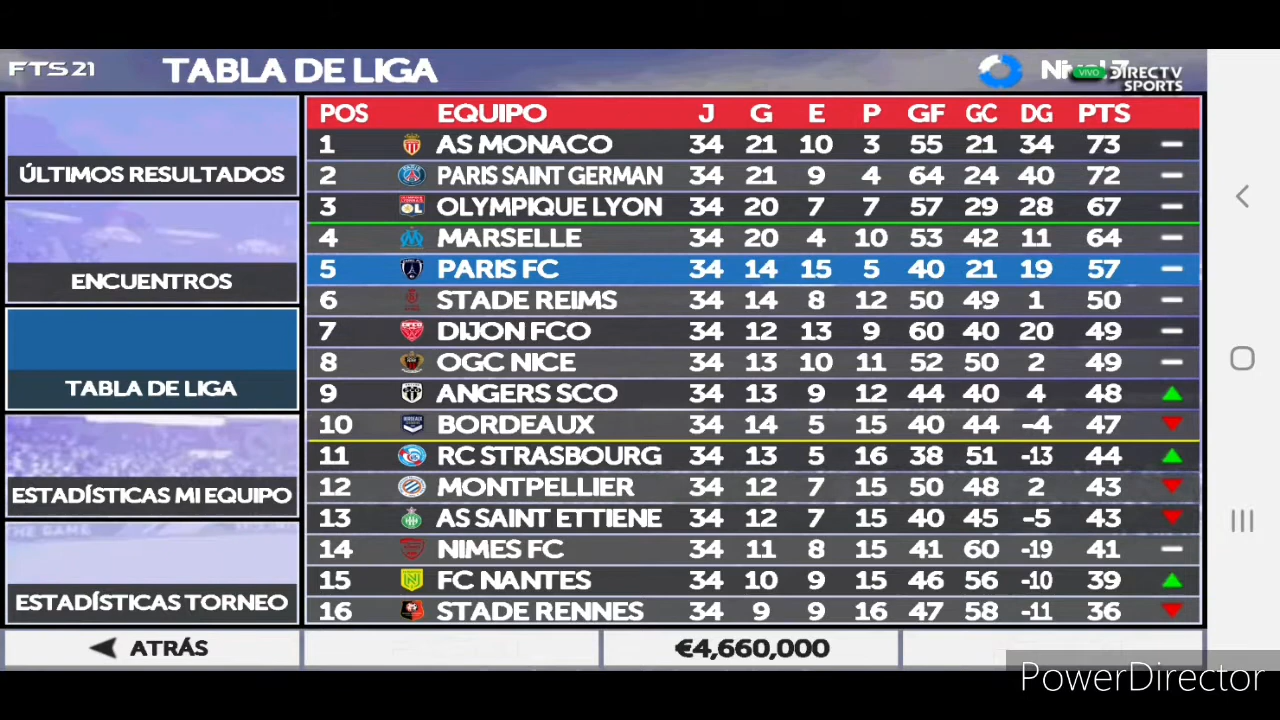 FTS 21
TABLA DE LIGA
VIVO DIRECTV
SPORTS
ÚLTIMOS RESULTADOS
ENCUENTROS
TABLA DE LIGA
ESTADÍSTICAS MI EQUIPO
THE GAME
ESTADÍSTICAS TORNEO
POS EQUIPO J G E P GF GC DG PTS
1 AS MONACO 34 21 10 3 55 21 34 73
2 PARIS SAINT GERMAN 34 21 9 4 64 24 40 72
3 OLYMPIQUE LYON 34 20 7 7 57 29 28 67
4 MARSELLE 34 20 4 10 53 42 11 64
5 PARIS FC 34 14 15 5 40 21 19 57
6 STADE REIMS 34 14 8 12 50 49 1 50
7 DIJON FCO 34 12 13 9 60 40 20 49
8 OGC NICE 34 13 10 11 52 50 2 49
9 ANGERS SCO 34 13 9 12 44 40 4 48
10 BORDEAUX 34 14 5 15 40 44 -4 47
11 RC STRASBOURG 34 13 5 16 38 51 -13 44
12 MONTPELLIER 34 12 7 15 50 48 2 43
13 AS SAINT ETTIENE 34 12 7 15 40 45 -5 43
14 NIMES FC 34 11 8 15 41 60 -19 41
15 FC NANTES 34 10 9 15 46 56 -10 39
16 STADE RENNES 34 9 9 16 47 58 -11 36
ATRÁS
€4,660,000
PowerDirector